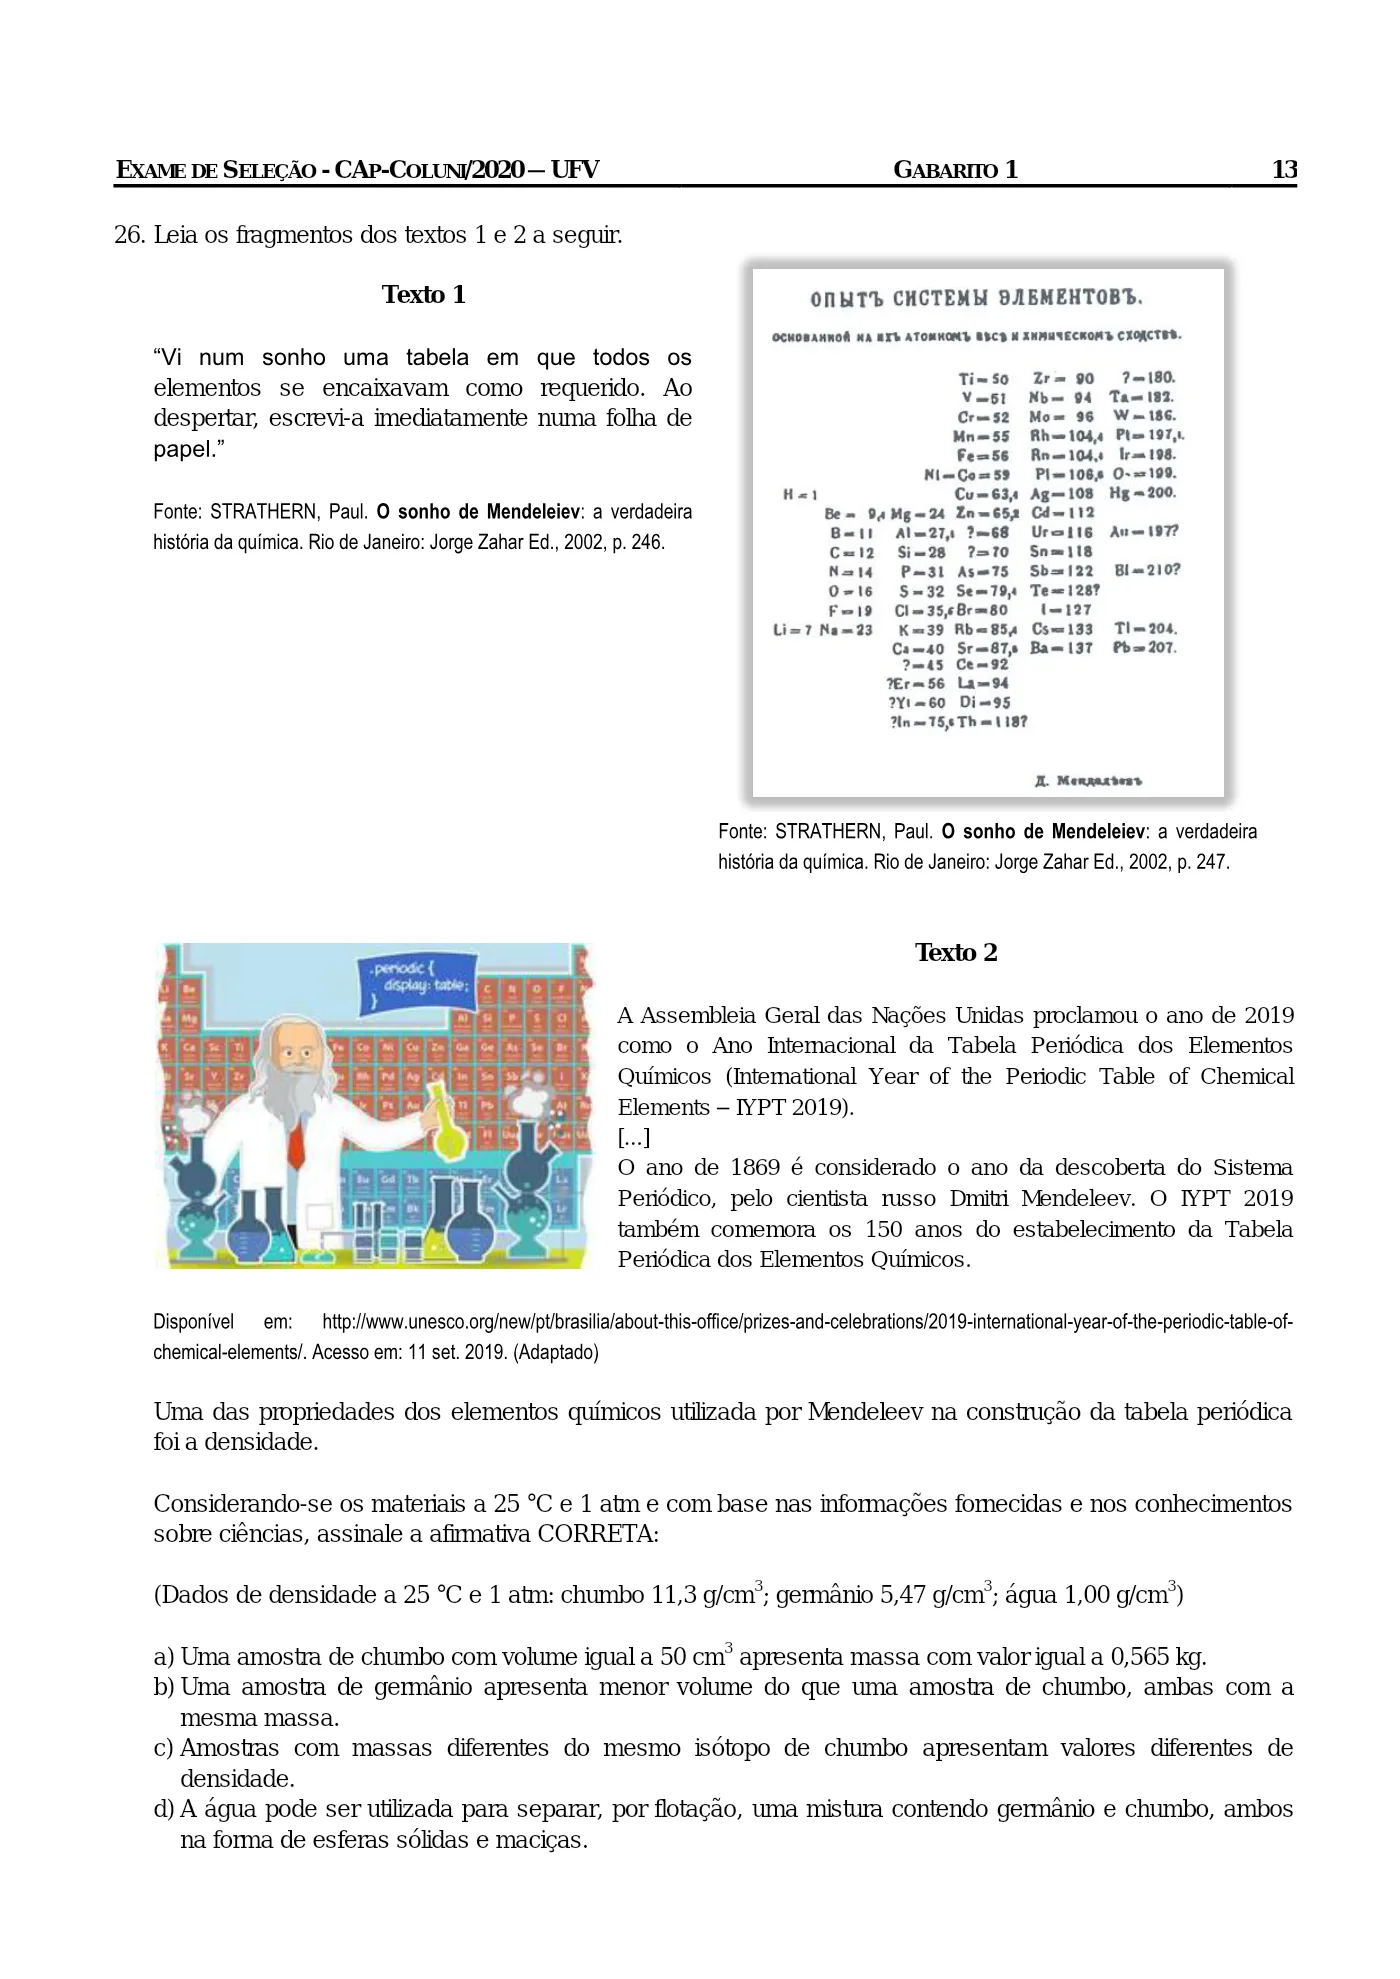 EXAME DE SELEÇÃO - CAP-COLUNI/2020 — UFV GABARITO 1 13
26. Leia os fragmentos dos textos 1 e 2 a seguir.
Texto 1
“Vi num sonho uma tabela em que todos os
elementos se encaixavam como requerido. Ao
despertar, escrevi-a imediatamente numa folha de
papel.”
Fonte: STRATHERN, Paul. O sonho de Mendeleiev: a verdadeira
história da química. Rio de Janeiro: Jorge Zahar Ed., 2002, p. 246.
ОПЫТЪ СИСТЕМЫ ЭЛЕМЕНТОВЪ.
ОСНОВАННОЙ НА ИХЪ АТОМНОМЪ ВѢСѢ И ХИМИЧЕСКОМЪ СХОДСТВѢ.
Ti=50 Zr= 90 ?=180.
V=51 Nb= 94 Ta=182.
Cr=52 Mo= 96 W=186.
Mn=55 Rh=104,4 Pt=197,1.
Fe=56 Rn=104,4 Ir=198.
NI=Co=59 Pl=106,6 O-=199.
H=1 Cu=63,4 Ag=108 Hg=200.
Be= 9,4 Mg=24 Zn=65,2 Cd=112
B=11 Al=27,1 ?=68 Ur=116 Au=197?
C=12 Si=28 ?=70 Sn=118
N=14 P=31 As=75 Sb=122 BI=210?
O=16 S=32 Se=79,4 Te=128?
F=19 Cl=35,6 Br=80 I=127
Li=7 Na=23 K=39 Rb=85,4 Cs=133 Tl=204.
Ca=40 Sr=87,6 Ba=137 Pb=207.
?=45 Ce=92
?Er=56 La=94
?Yt=60 Di=95
?In=75,6 Th=118?
Д. Менделѣевъ
Fonte: STRATHERN, Paul. O sonho de Mendeleiev: a verdadeira
história da química. Rio de Janeiro: Jorge Zahar Ed., 2002, p. 247.
.periodic {
display: table;
}
Texto 2
A Assembleia Geral das Nações Unidas proclamou o ano de 2019
como o Ano Internacional da Tabela Periódica dos Elementos
Químicos (International Year of the Periodic Table of Chemical
Elements – IYPT 2019).
[...]
O ano de 1869 é considerado o ano da descoberta do Sistema
Periódico, pelo cientista russo Dmitri Mendeleev. O IYPT 2019
também comemora os 150 anos do estabelecimento da Tabela
Periódica dos Elementos Químicos.
Disponível em: http://www.unesco.org/new/pt/brasilia/about-this-office/prizes-and-celebrations/2019-international-year-of-the-periodic-table-of-
chemical-elements/. Acesso em: 11 set. 2019. (Adaptado)
Uma das propriedades dos elementos químicos utilizada por Mendeleev na construção da tabela periódica
foi a densidade.
Considerando-se os materiais a 25 °C e 1 atm e com base nas informações fornecidas e nos conhecimentos
sobre ciências, assinale a afirmativa CORRETA:
(Dados de densidade a 25 °C e 1 atm: chumbo 11,3 g/cm³; germânio 5,47 g/cm³; água 1,00 g/cm³)
a) Uma amostra de chumbo com volume igual a 50 cm³ apresenta massa com valor igual a 0,565 kg.
b) Uma amostra de germânio apresenta menor volume do que uma amostra de chumbo, ambas com a
mesma massa.
c) Amostras com massas diferentes do mesmo isótopo de chumbo apresentam valores diferentes de
densidade.
d) A água pode ser utilizada para separar, por flotação, uma mistura contendo germânio e chumbo, ambos
na forma de esferas sólidas e maciças.